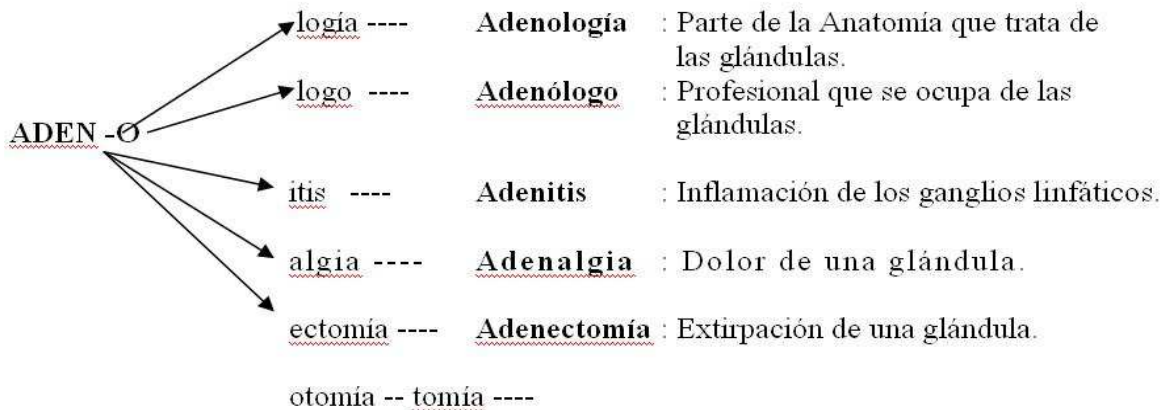 logía ---- Adenología : Parte de la Anatomía que trata de
las glándulas.
logo ---- Adenólogo : Profesional que se ocupa de las
glándulas.
ADEN -O
itis ---- Adenitis : Inflamación de los ganglios linfáticos.
algia ---- Adenalgia : Dolor de una glándula.
ectomía ---- Adenectomía : Extirpación de una glándula.
otomía -- tomía ----